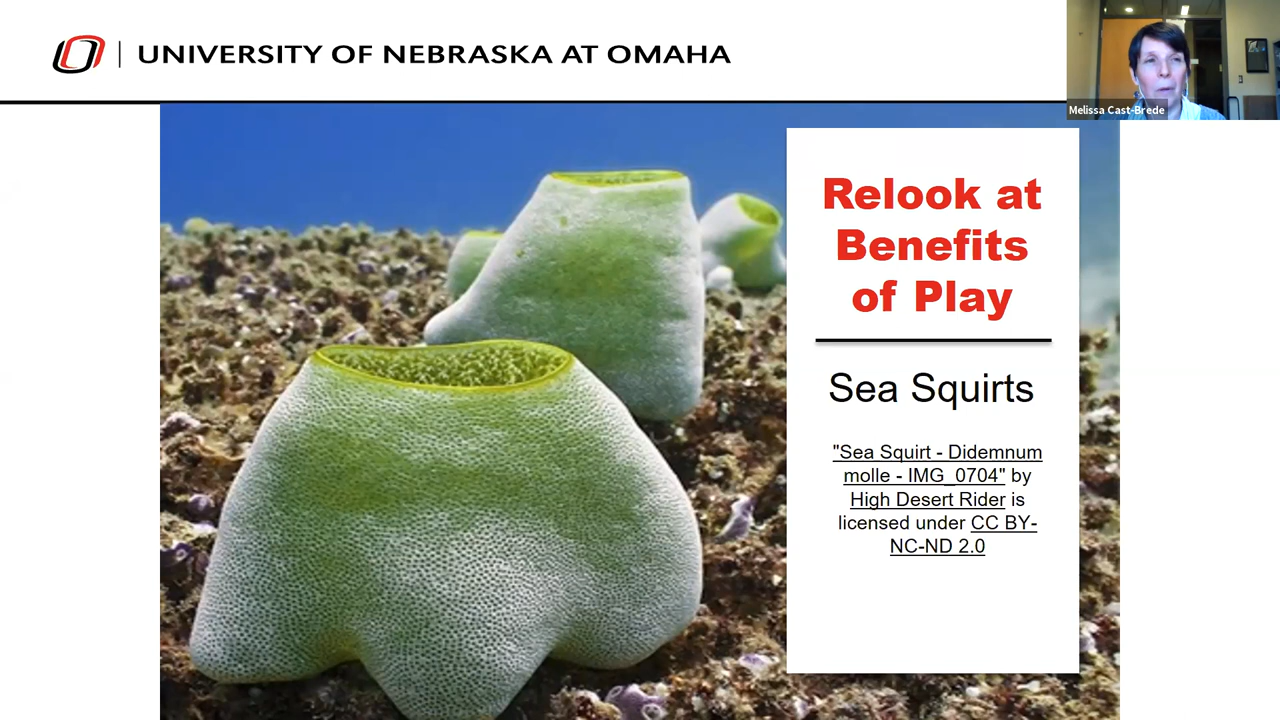 UNIVERSITY OF NEBRASKA AT OMAHA
Melissa Cast-Brede
Relook at
Benefits
of Play
Sea Squirts
"Sea Squirt - Didemnum
molle - IMG_0704" by
High Desert Rider is
licensed under CC BY-
NC-ND 2.0